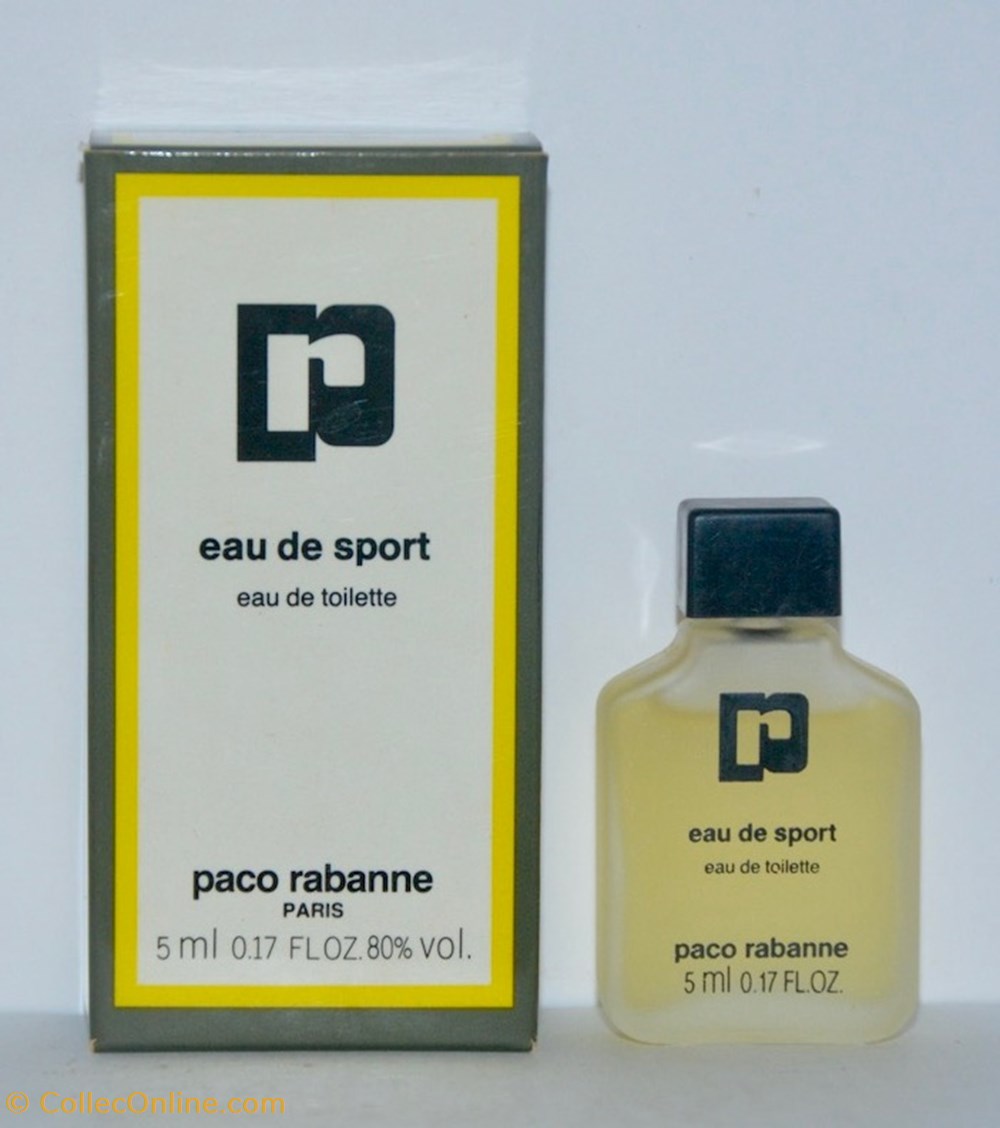 eau de sport
eau de toilette
paco rabanne
PARIS
5 ml 0.17 FL.OZ. 80% vol.
eau de sport
eau de toilette
paco rabanne
5 ml 0.17 FL.OZ.
© CollecOnline.com